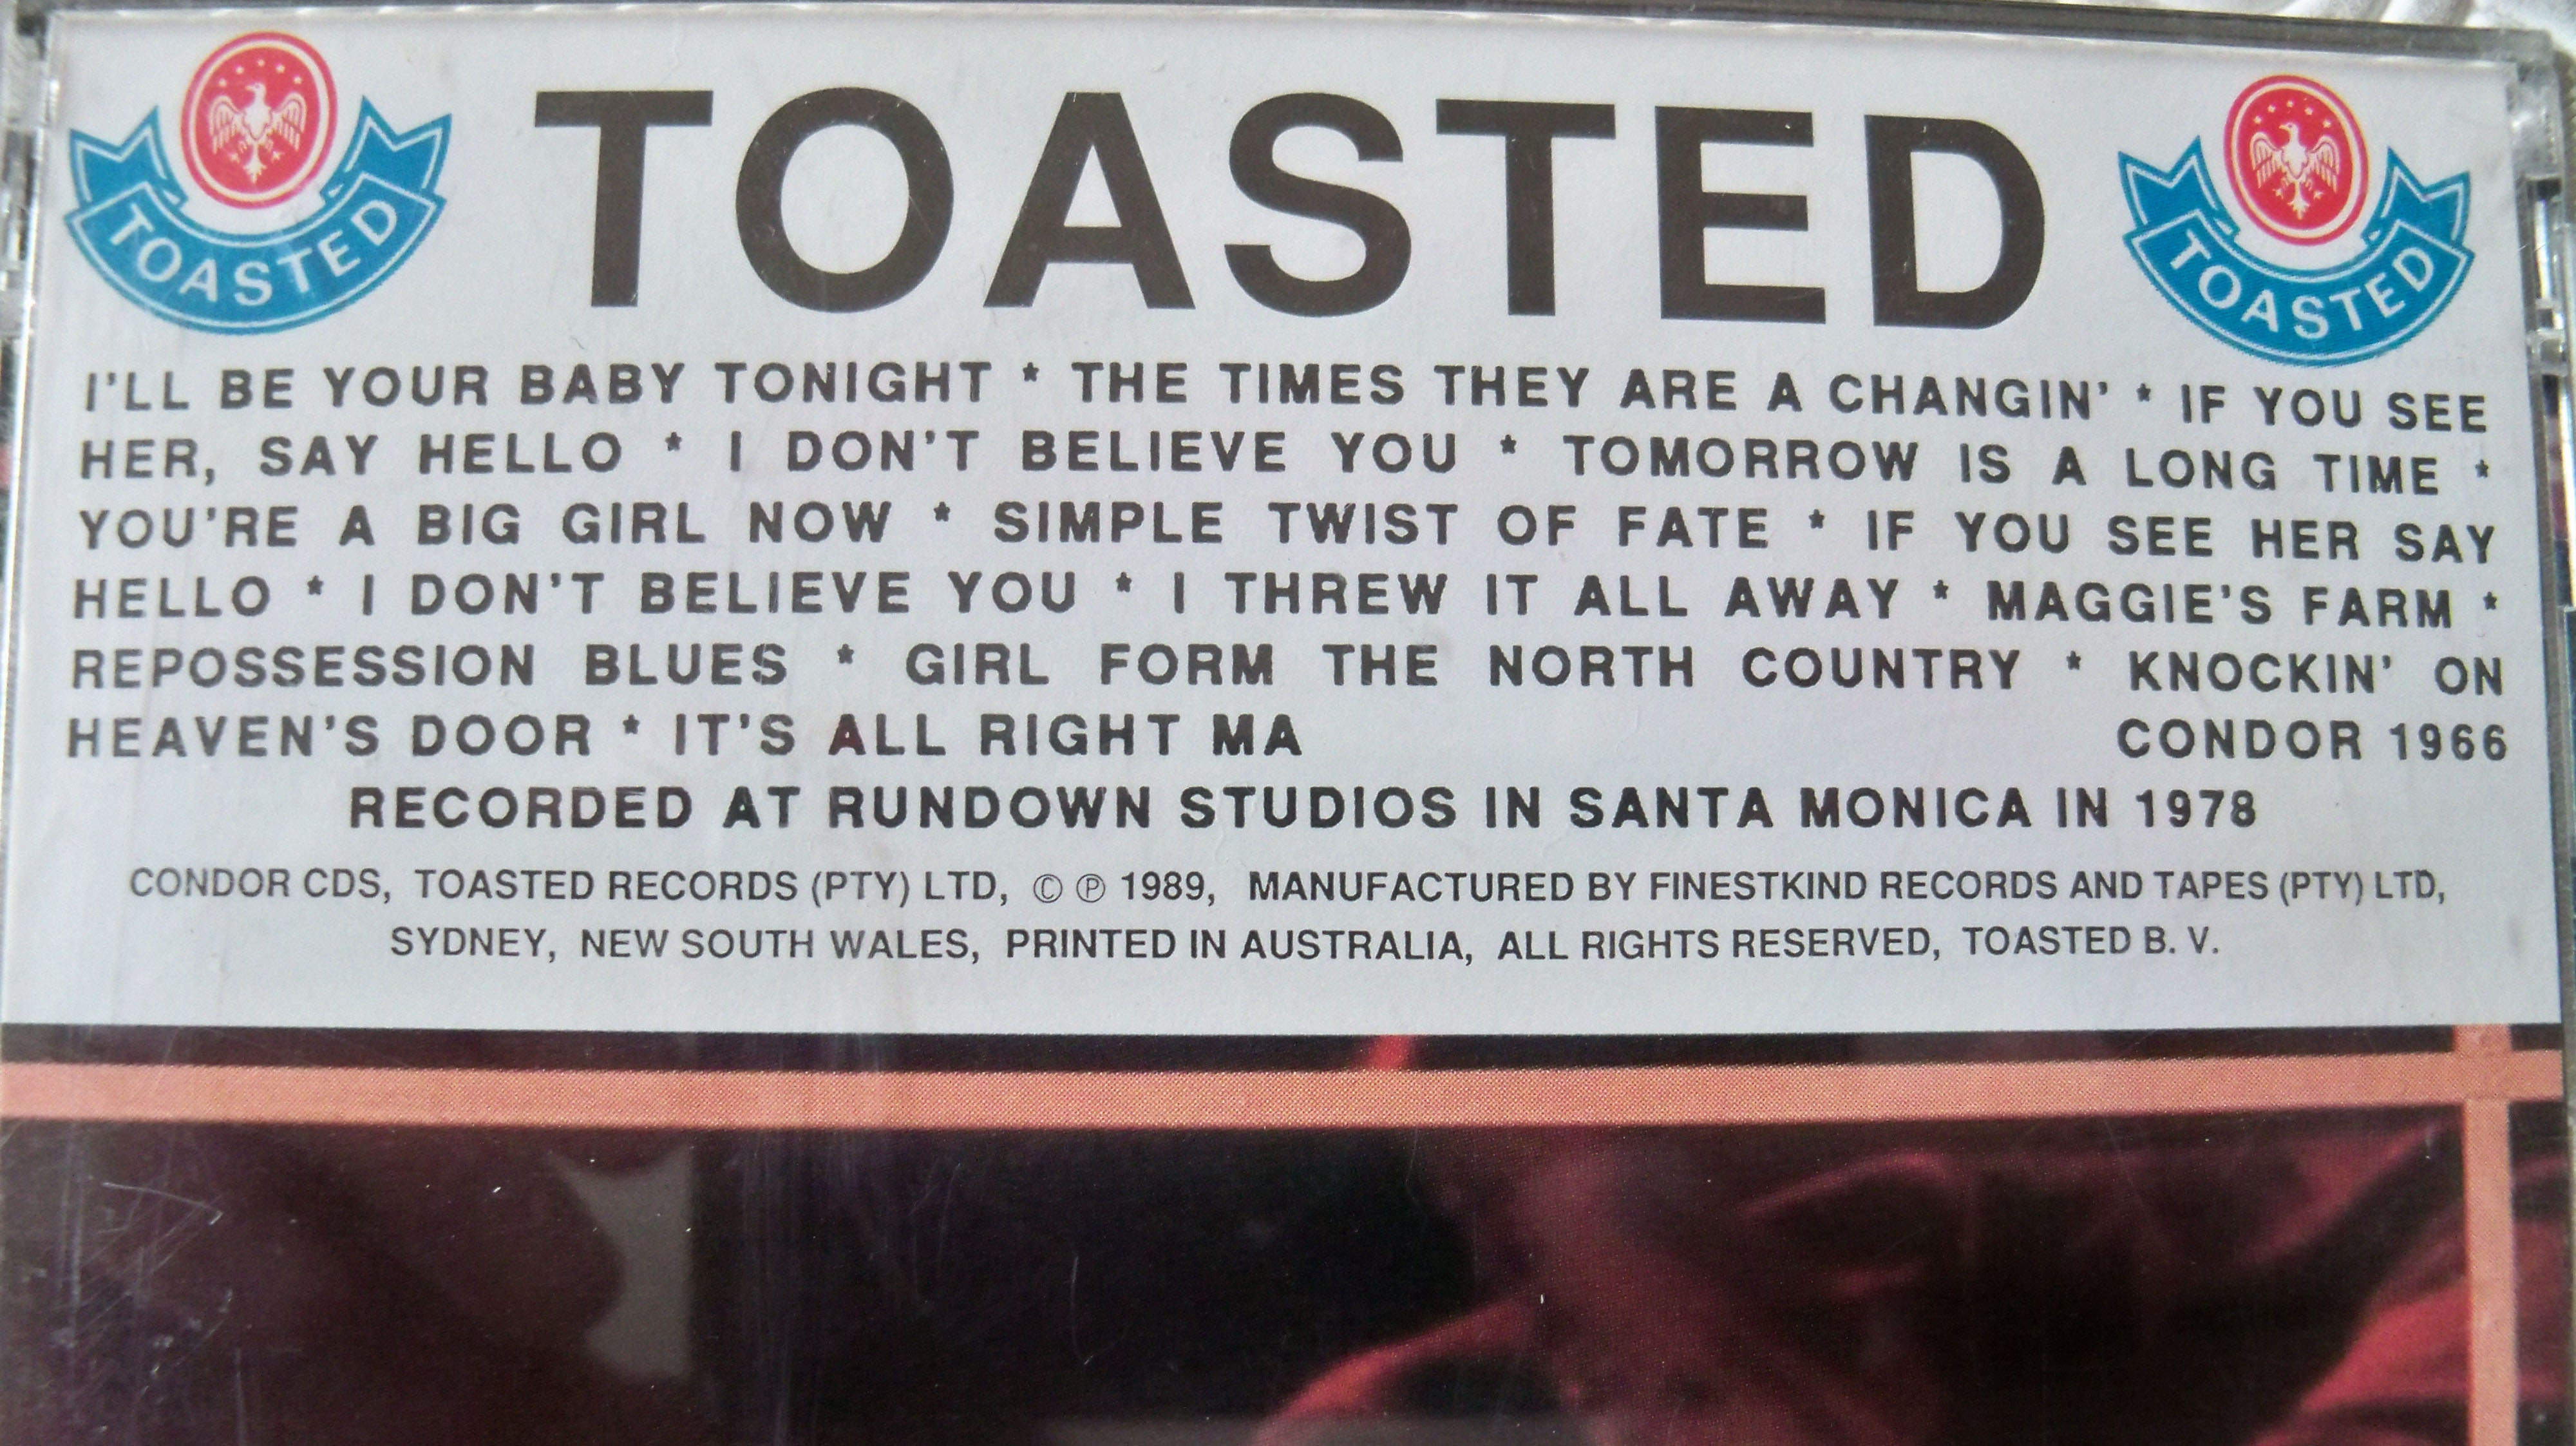 TOASTED
TOASTED
TOASTED
I'LL BE YOUR BABY TONIGHT * THE TIMES THEY ARE A CHANGIN' * IF YOU SEE
HER, SAY HELLO * I DON'T BELIEVE YOU * TOMORROW IS A LONG TIME *
YOU'RE A BIG GIRL NOW * SIMPLE TWIST OF FATE * IF YOU SEE HER SAY
HELLO * I DON'T BELIEVE YOU * I THREW IT ALL AWAY * MAGGIE'S FARM *
REPOSSESSION BLUES * GIRL FORM THE NORTH COUNTRY * KNOCKIN' ON
HEAVEN'S DOOR * IT'S ALL RIGHT MA CONDOR 1966
RECORDED AT RUNDOWN STUDIOS IN SANTA MONICA IN 1978
CONDOR CDS, TOASTED RECORDS (PTY) LTD, © ℗ 1989, MANUFACTURED BY FINESTKIND RECORDS AND TAPES (PTY) LTD,
SYDNEY, NEW SOUTH WALES, PRINTED IN AUSTRALIA, ALL RIGHTS RESERVED, TOASTED B. V.